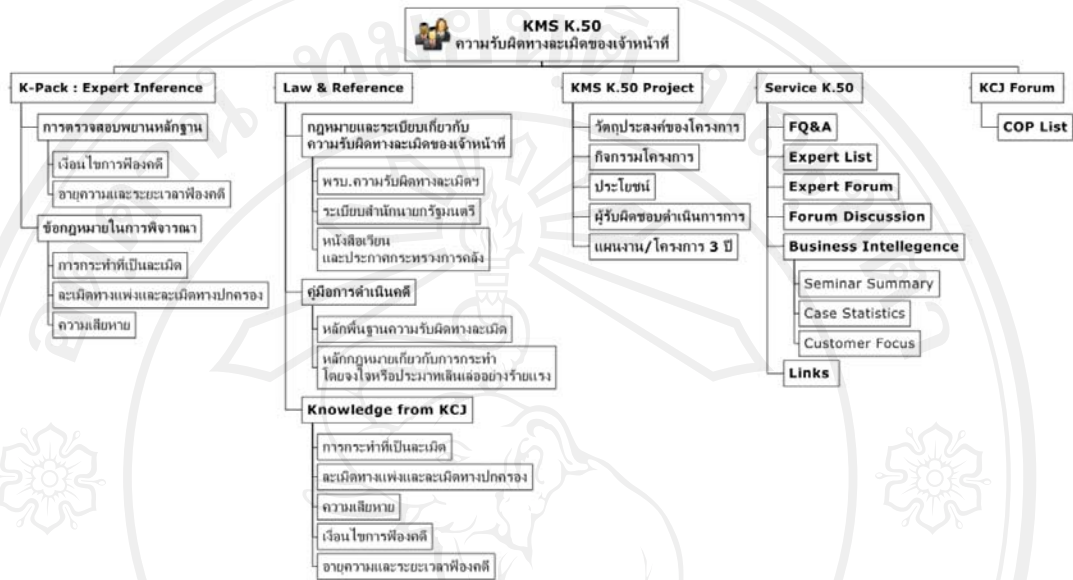 KMS K.50
ความรับผิดทางละเมิดของเจ้าหน้าที่
K-Pack : Expert Inference
การตรวจสอบพยานหลักฐาน
เงื่อนไขการฟ้องคดี
อายุความและระยะเวลาฟ้องคดี
ข้อกฎหมายในการพิจารณา
การกระทำที่เป็นละเมิด
ละเมิดทางแพ่งและละเมิดทางปกครอง
ความเสียหาย
Law & Reference
กฎหมายและระเบียบเกี่ยวกับ
ความรับผิดทางละเมิดของเจ้าหน้าที่
พรบ.ความรับผิดทางละเมิดฯ
ระเบียบสำนักนายกรัฐมนตรี
หนังสือเวียน
และประกาศกระทรวงการคลัง
คู่มือการดำเนินคดี
หลักพื้นฐานความรับผิดทางละเมิด
หลักกฎหมายเกี่ยวกับการกระทำ
โดยจงใจหรือประมาทเลินเล่ออย่างร้ายแรง
Knowledge from KCJ
การกระทำที่เป็นละเมิด
ละเมิดทางแพ่งและละเมิดทางปกครอง
ความเสียหาย
เงื่อนไขการฟ้องคดี
อายุความและระยะเวลาฟ้องคดี
KMS K.50 Project
วัตถุประสงค์ของโครงการ
กิจกรรมโครงการ
ประโยชน์
ผู้รับผิดชอบดำเนินการการ
แผนงาน/โครงการ 3 ปี
Service K.50
FQ&A
Expert List
Expert Forum
Forum Discussion
Business Intellegence
Seminar Summary
Case Statistics
Customer Focus
Links
KCJ Forum
COP List